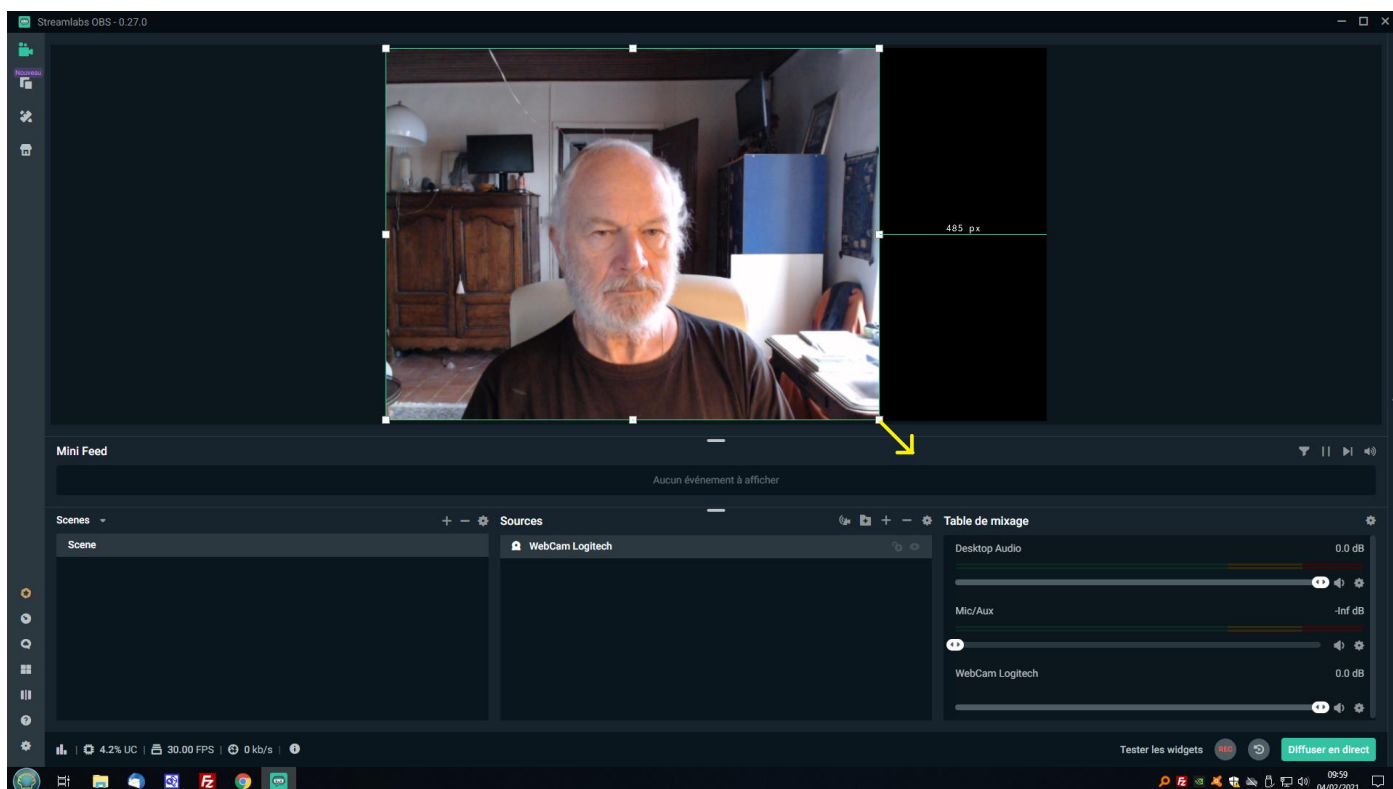 Streamlabs OBS - 0.27.0
Nouveau
485 px
Mini Feed
Aucun événement à afficher
Scenes
Scene
Sources
WebCam Logitech
Table de mixage
Desktop Audio 0.0 dB
Mic/Aux -Inf dB
WebCam Logitech 0.0 dB
4.2% UC | 30.00 FPS | 0 kb/s |
Tester les widgets REC Diffuser en direct
09:59
04/02/2021